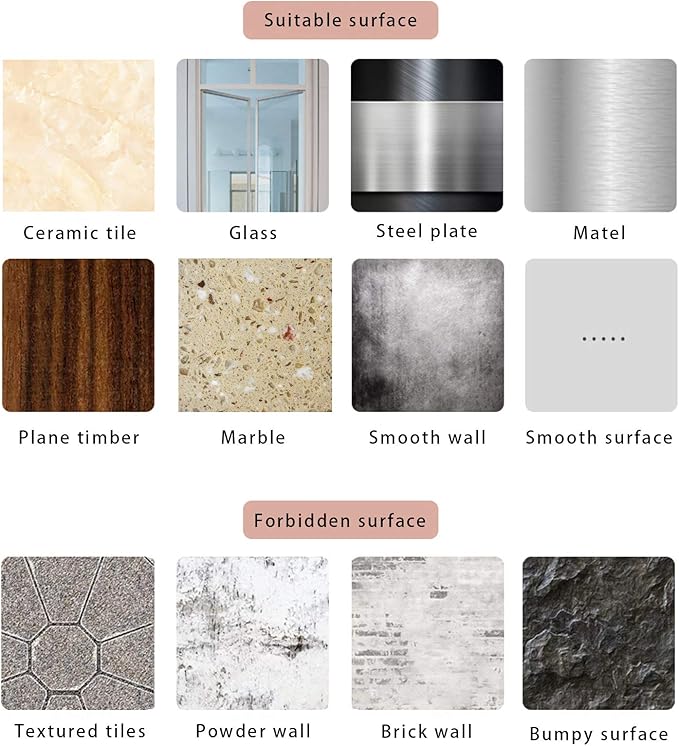 Suitable surface
Ceramic tile
Glass
Steel plate
Matel
Plane timber
Marble
Smooth wall
Smooth surface
Forbidden surface
Textured tiles
Powder wall
Brick wall
Bumpy surface